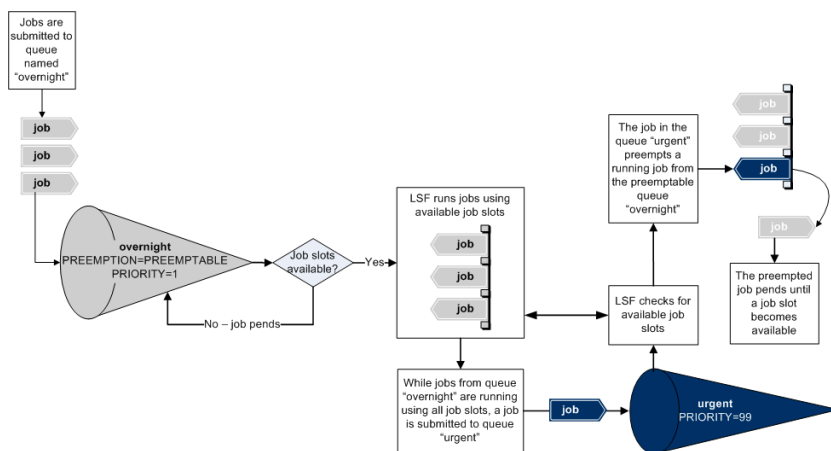 Jobs are
submitted to
queue
named
“overnight”
job
job
job
overnight
PREEMPTION=PREEMPTABLE
PRIORITY=1
Job slots
available?
Yes
No – job pends
LSF runs jobs using
available job slots
job
job
job
While jobs from queue
“overnight” are running
using all job slots, a job
is submitted to queue
“urgent”
job
urgent
PRIORITY=99
LSF checks for
available job
slots
The job in the
queue “urgent”
preempts a
running job from
the preemptable
queue
“overnight”
job
job
job
job
The preempted
job pends until
a job slot
becomes
available